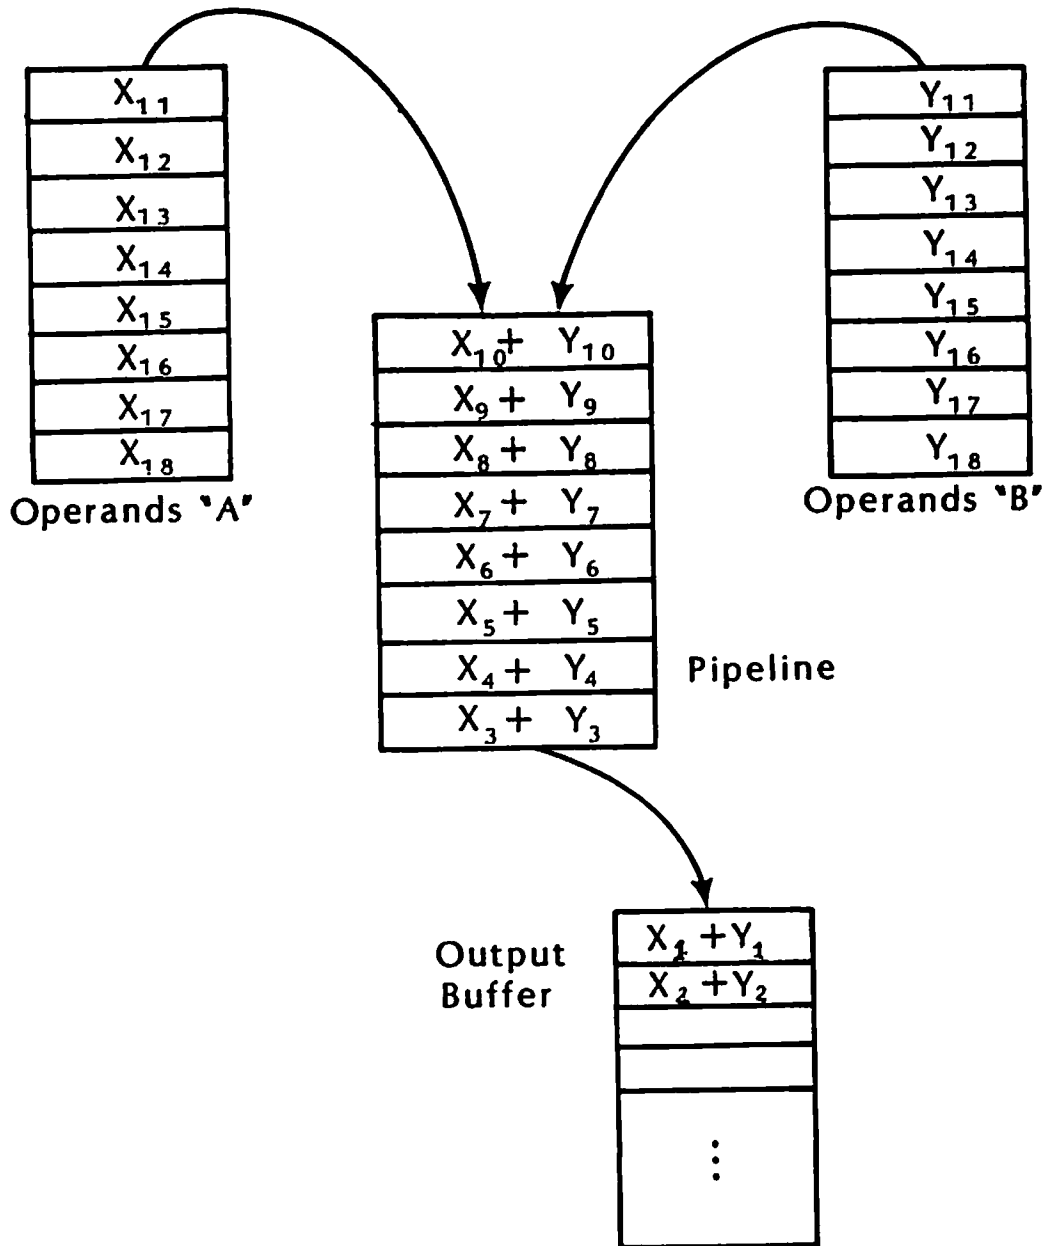 X₁₁
X₁₂
X₁₃
X₁₄
X₁₅
X₁₆
X₁₇
X₁₈
Operands "A"
Y₁₁
Y₁₂
Y₁₃
Y₁₄
Y₁₅
Y₁₆
Y₁₇
Y₁₈
Operands "B"
X₁₀ + Y₁₀
X₉ + Y₉
X₈ + Y₈
X₇ + Y₇
X₆ + Y₆
X₅ + Y₅
X₄ + Y₄
X₃ + Y₃
Pipeline
Output
Buffer
X₁ + Y₁
X₂ + Y₂
⋮